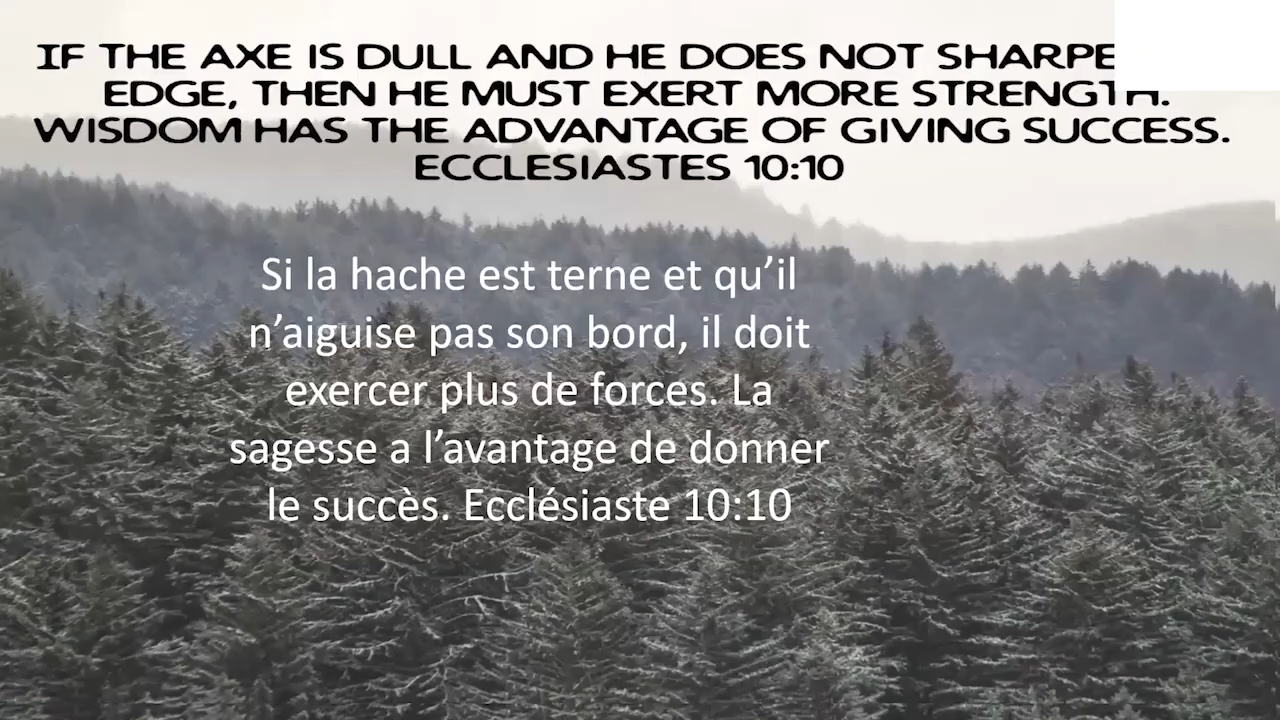 IF THE AXE IS DULL AND HE DOES NOT
EDGE, THEN HE MUST EXERT MORE STRENGTH.
WISDOM HAS THE ADVANTAGE OF GIVING SUCCESS.
ECCLESIASTES 10:10
Si la hache est terne et qu’il
n’aiguise pas son bord, il doit
exercer plus de forces. La
sagesse a l’avantage de donner
le succès. Ecclésiaste 10:10